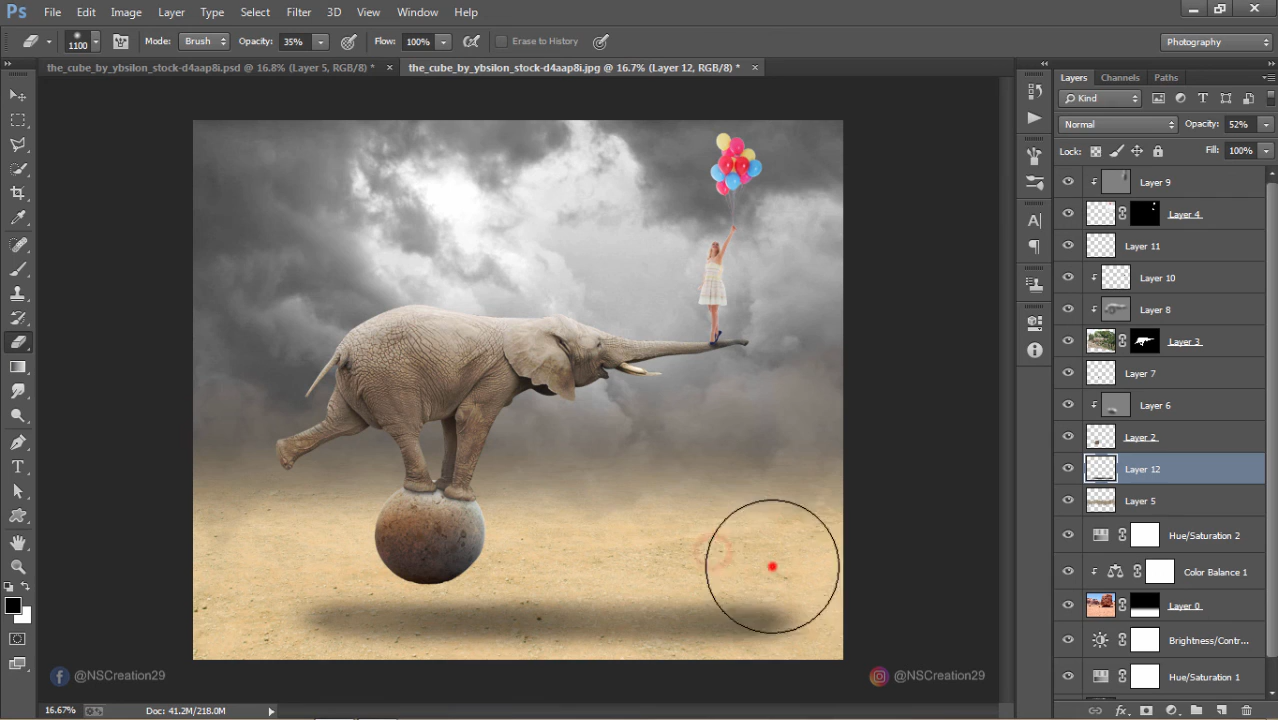 Ps File Edit Image Layer Type Select Filter 3D View Window Help
1100 Mode: Brush Opacity: 35% Flow: 100% Erase to History Photography
the_cube_by_ybsilon_stock-d4aap8i.psd @ 16.8% (Layer 5, RGB/8) * × the_cube_by_ybsilon_stock-d4aap8i.jpg @ 16.7% (Layer 12, RGB/8) * ×
Layers Channels Paths
Kind
Normal Opacity: 52%
Lock: Fill: 100%
Layer 9
Layer 4
Layer 11
Layer 10
Layer 8
Layer 3
Layer 7
Layer 6
Layer 2
Layer 12
Layer 5
Hue/Saturation 2
Color Balance 1
Layer 0
Brightness/Contr...
Hue/Saturation 1
@NSCreation29 @NSCreation29
16.67% Doc: 41.2M/218.0M